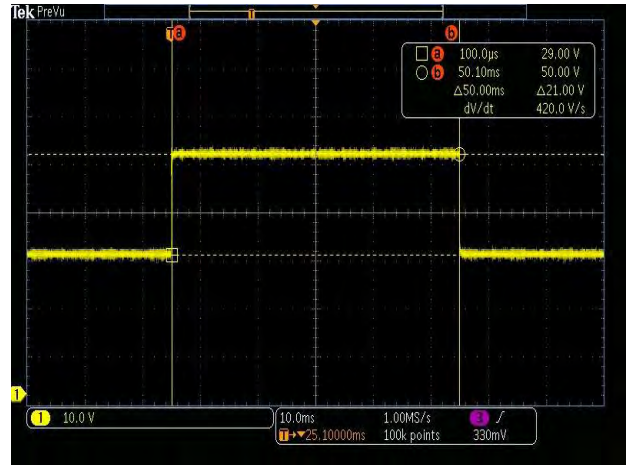 Tek PreVu
T
T a b
a 100.0µs 29.00 V
b 50.10ms 50.00 V
Δ50.00ms Δ21.00 V
dV/dt 420.0 V/s
1
1 10.0 V
10.0ms 1.00MS/s 3 ∫
T→▼25.10000ms 100k points 330mV